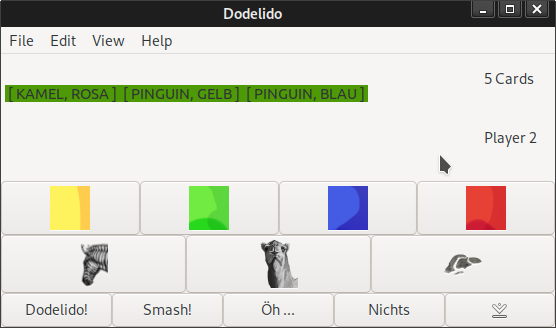 Dodelido
File Edit View Help
5 Cards
[ KAMEL, ROSA ] [ PINGUIN, GELB ] [ PINGUIN, BLAU ]
Player 2
Dodelido! Smash! Öh ... Nichts